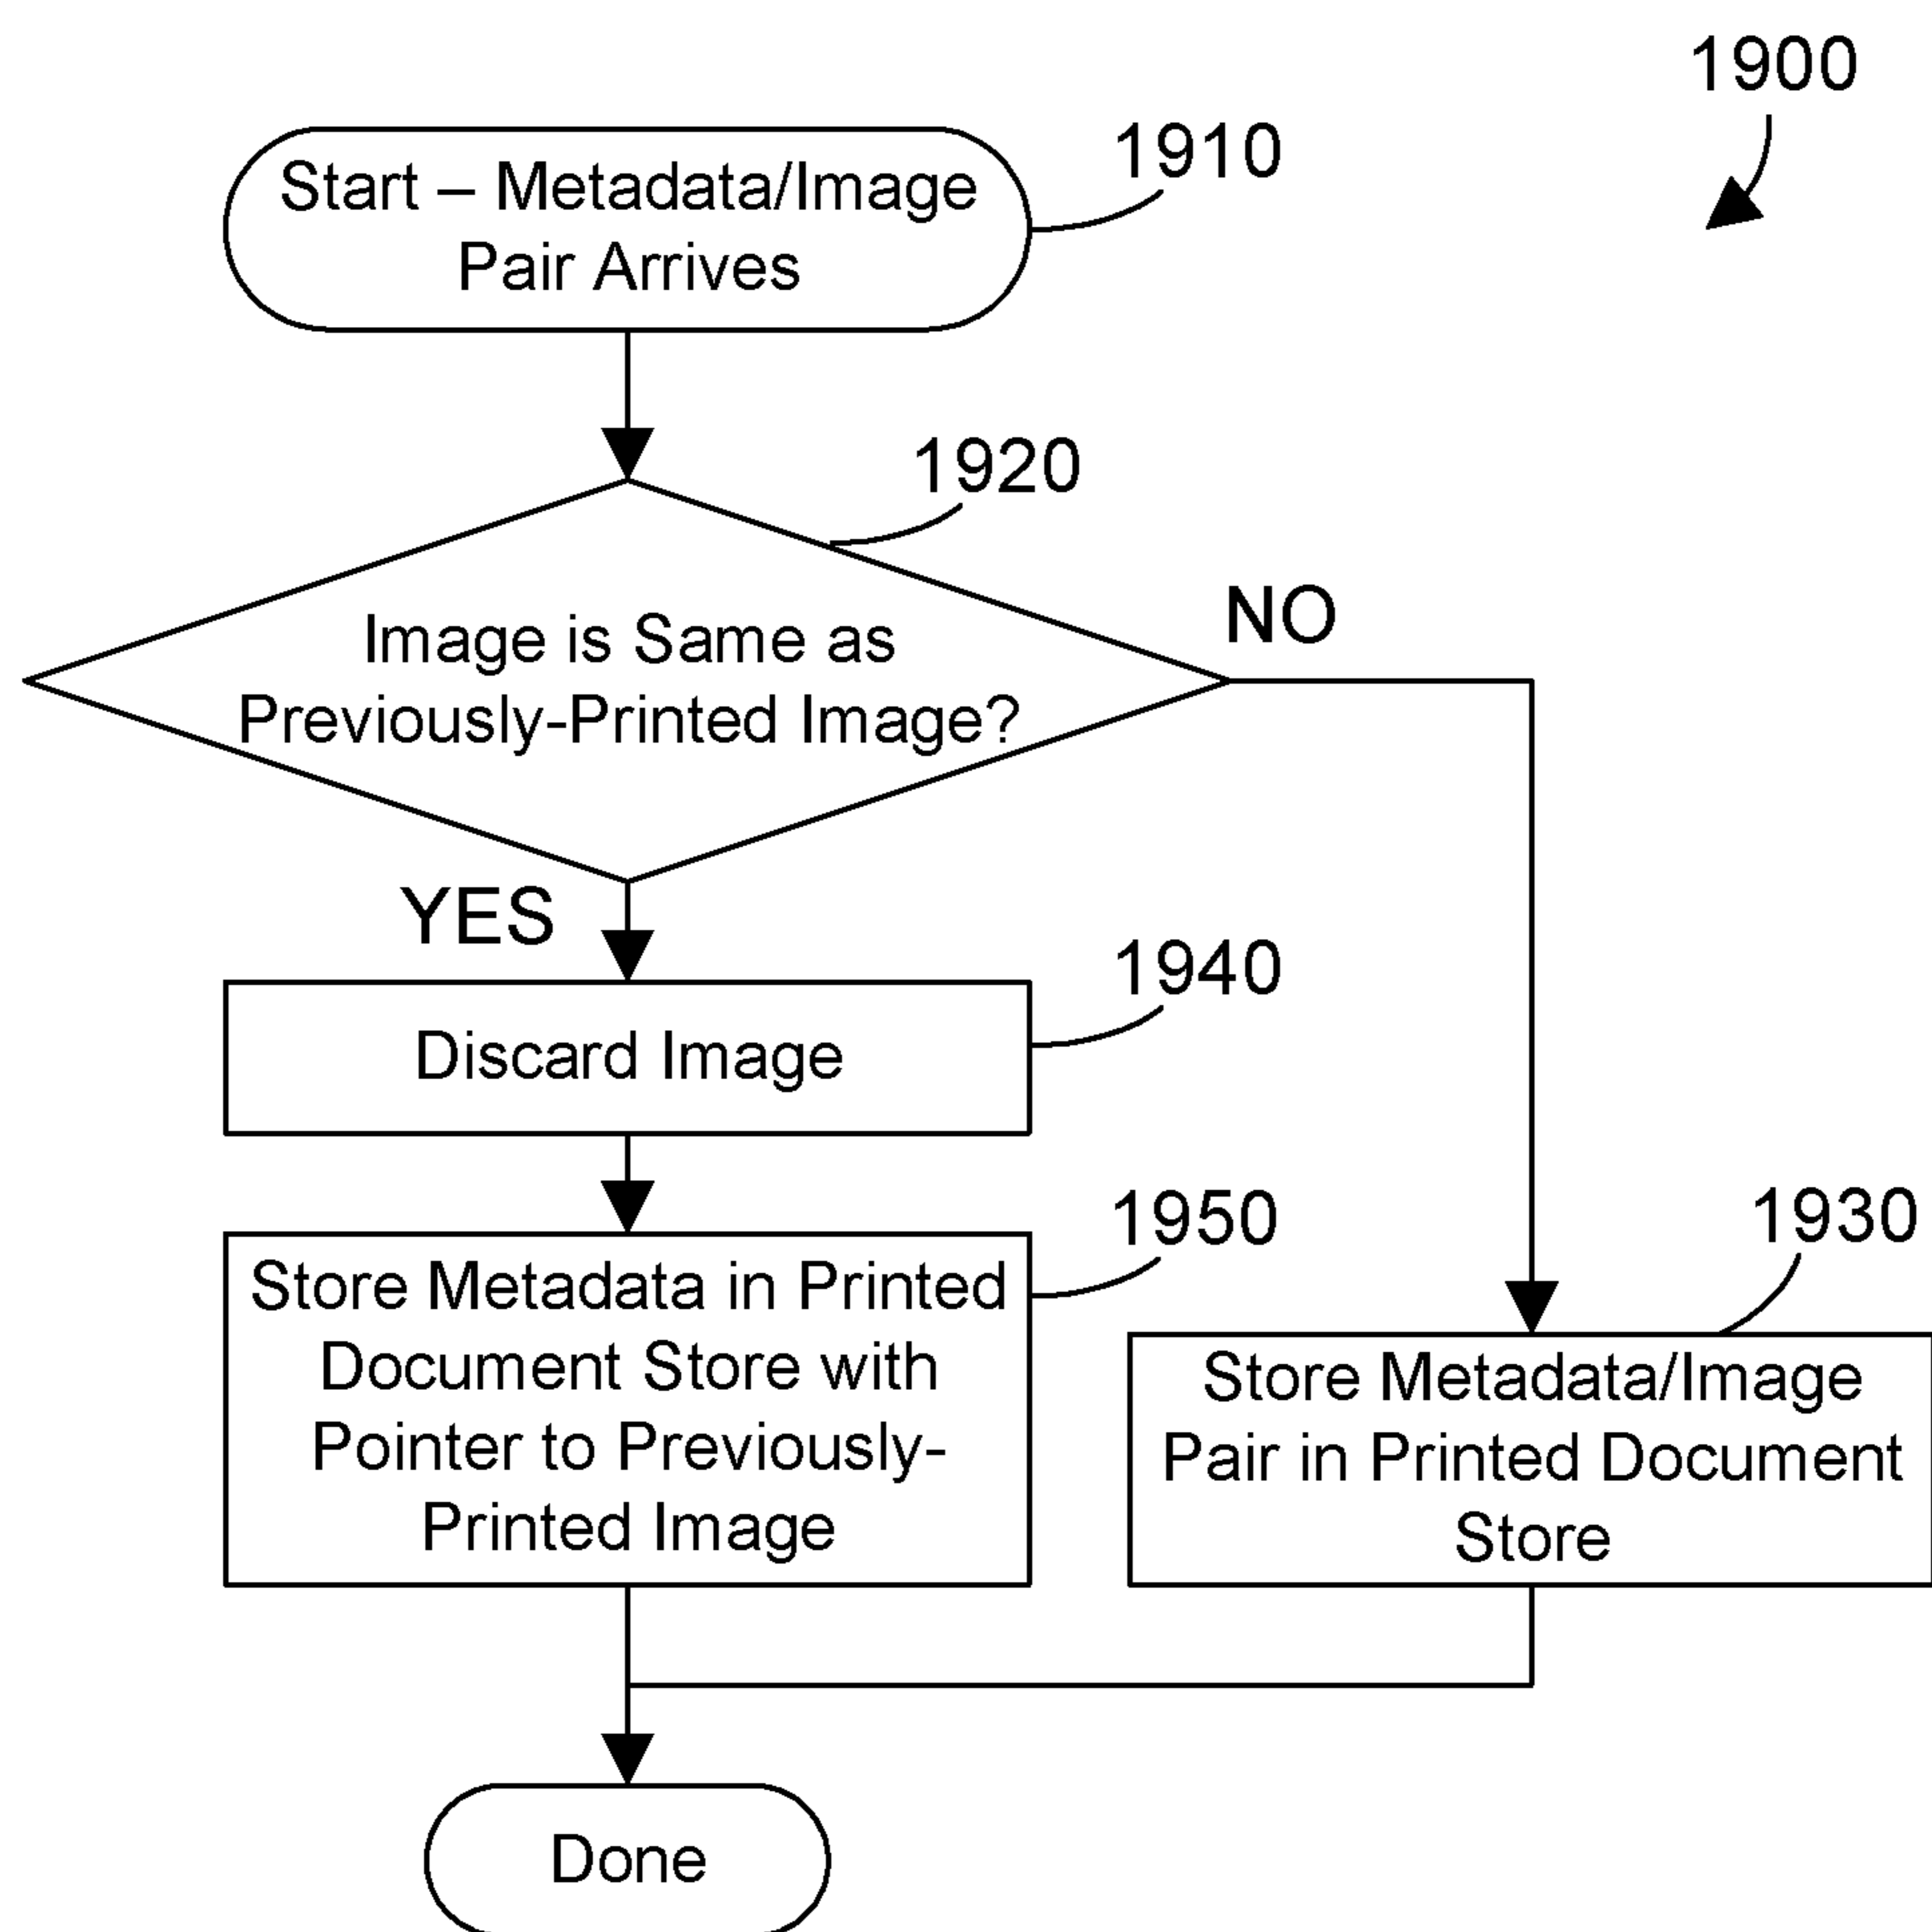 1900
1910
Start – Metadata/Image
Pair Arrives
1920
Image is Same as
Previously-Printed Image?
NO
YES
1940
Discard Image
1950
Store Metadata in Printed
Document Store with
Pointer to Previously-
Printed Image
1930
Store Metadata/Image
Pair in Printed Document
Store
Done